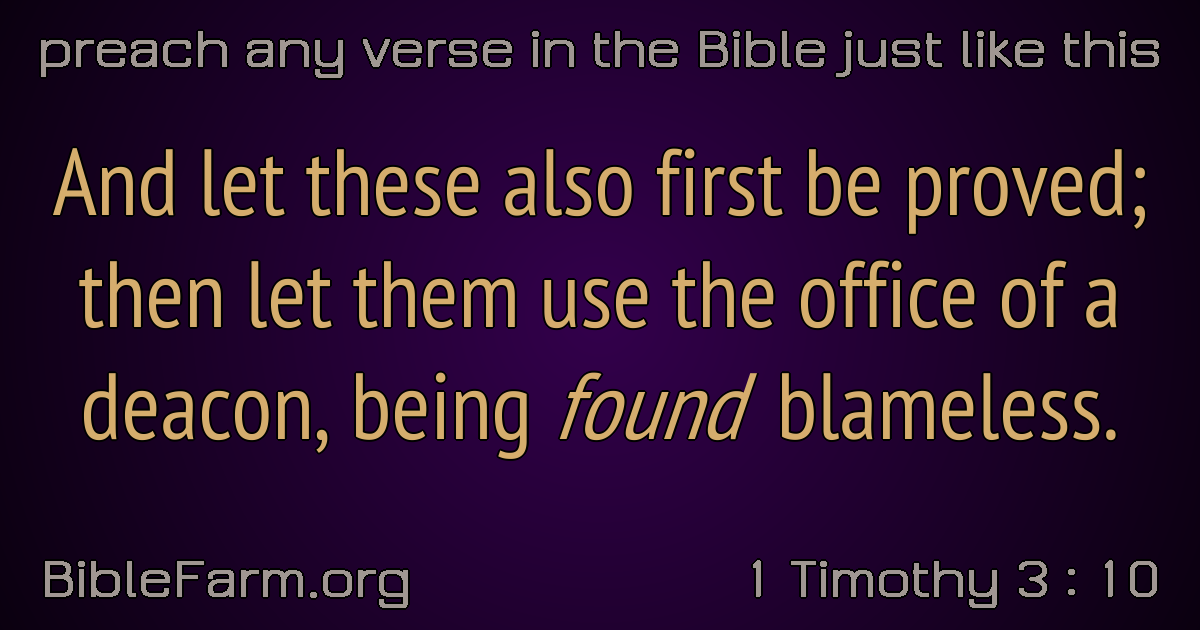 preach any verse in the Bible just like this
And let these also first be proved;
then let them use the office of a
deacon, being found blameless.
BibleFarm.org
1 Timothy 3 : 10